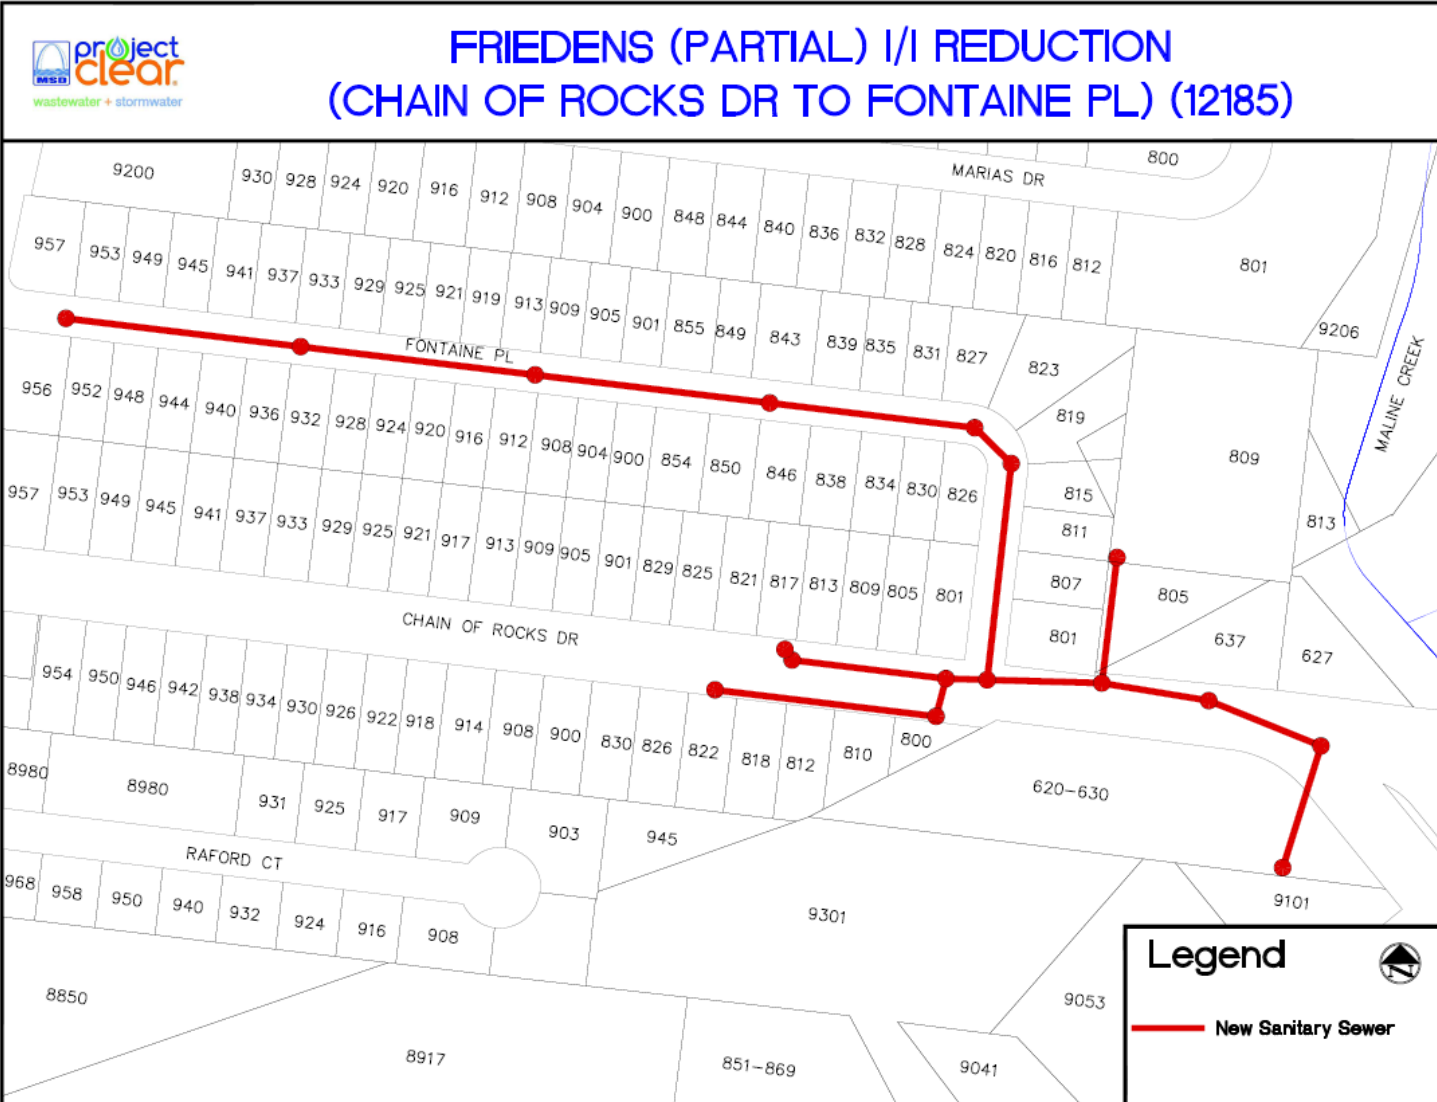 project
clear
MSD
wastewater + stormwater
FRIEDENS (PARTIAL) I/I REDUCTION
(CHAIN OF ROCKS DR TO FONTAINE PL) (12185)
800
MARIAS DR
9200 930 928 924 920 916 912 908 904 900 848 844 840 836 832 828 824 820 816 812 801
9206
MALINE CREEK
957 953 949 945 941 937 933 929 925 921 919 913 909 905 901 855 849 843 839 835 831 827 823
819
809
815
811
813
807
805
801
637
627
FONTAINE PL
956 952 948 944 940 936 932 928 924 920 916 912 908 904 900 854 850 846 838 834 830 826
957 953 949 945 941 937 933 929 925 921 917 913 909 905 901 829 825 821 817 813 809 805 801
CHAIN OF ROCKS DR
954 950 946 942 938 934 930 926 922 918 914 908 900 830 826 822 818 812 810 800
620-630
8980 8980 931 925 917 909 903 945
RAFORD CT
968 958 950 940 932 924 916 908
9301
9101
8850
8917
851-869
9053
9041
Legend
N
New Sanitary Sewer